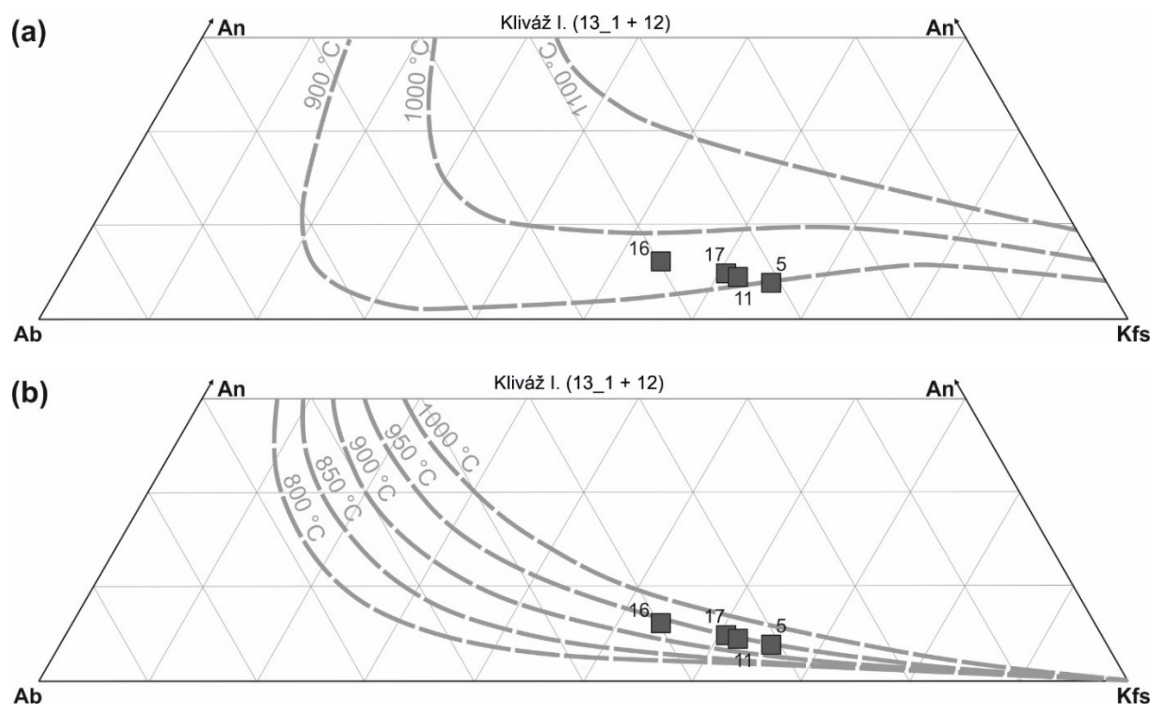 (a)
Kliváž I. (13_1 + 12)
An
An
900 °C
1000 °C
1100 °C
16
17
11
5
Ab
Kfs
(b)
Kliváž I. (13_1 + 12)
An
An
800 °C
850 °C
900 °C
950 °C
1000 °C
16
17
11
5
Ab
Kfs